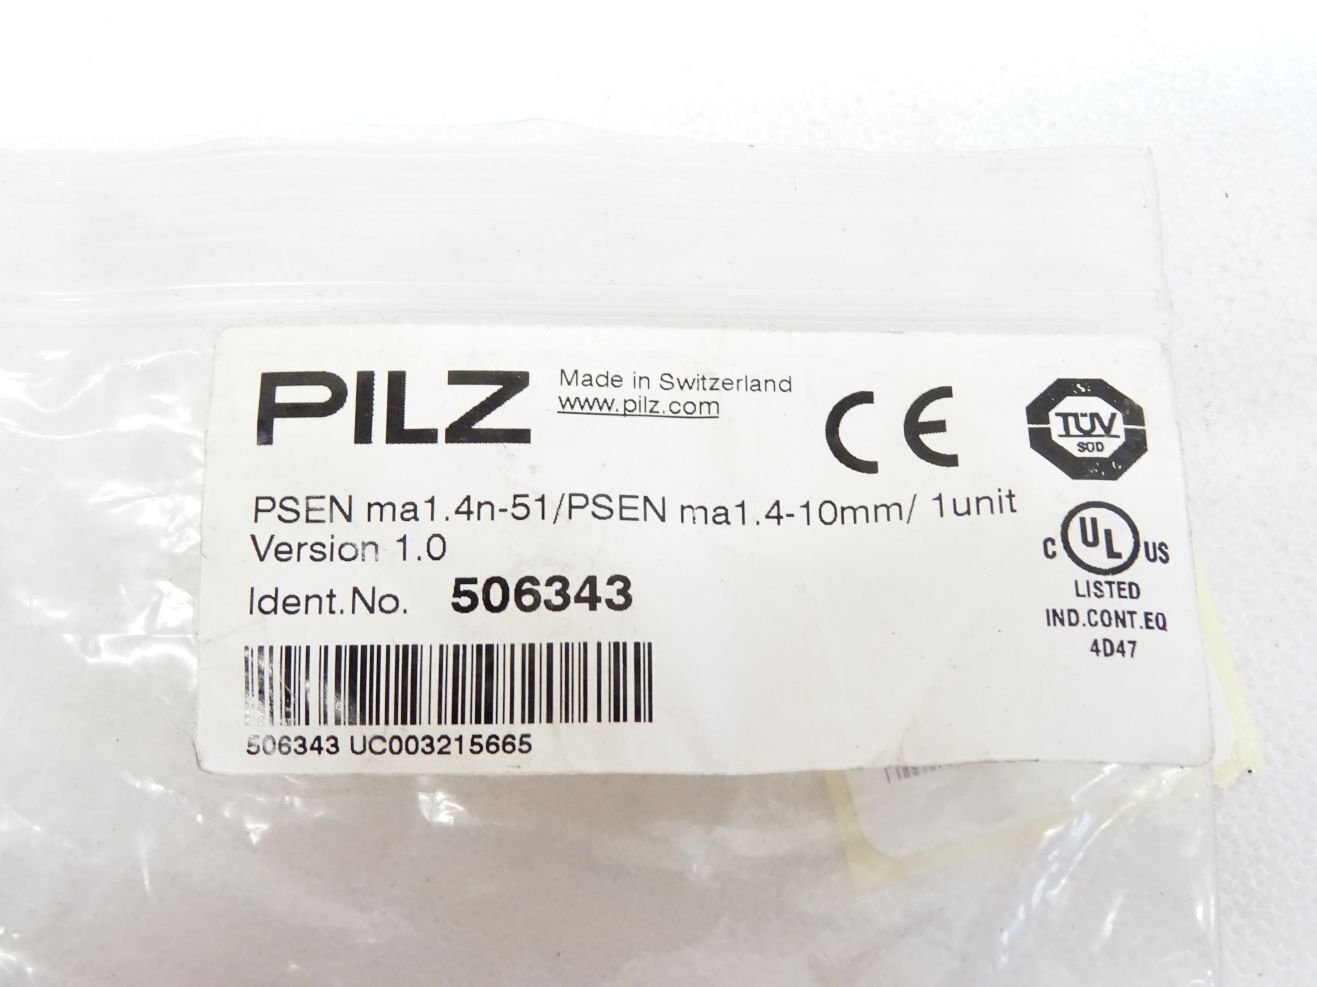 PILZ
Made in Switzerland
www.pilz.com
CE
TÜV
SÜD
PSEN ma1.4n-51/PSEN ma1.4-10mm/ 1unit
Version 1.0
Ident.No. 506343
C UL US
LISTED
IND.CONT.EQ
4D47
506343 UC003215665